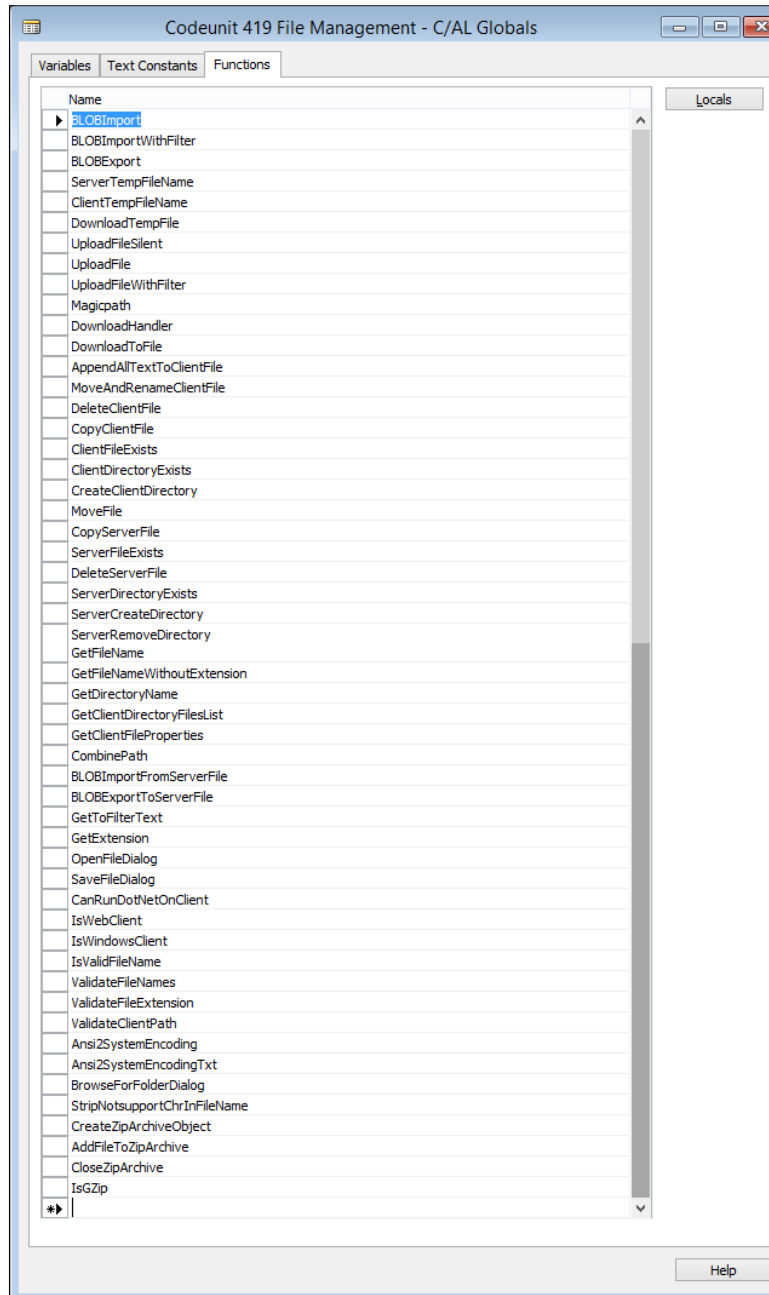 Codeunit 419 File Management - C/AL Globals
Variables Text Constants Functions
Name
Locals
BLOBImport
BLOBImportWithFilter
BLOBExport
ServerTempFileName
ClientTempFileName
DownloadTempFile
UploadFileSilent
UploadFile
UploadFileWithFilter
Magicpath
DownloadHandler
DownloadToFile
AppendAllTextToClientFile
MoveAndRenameClientFile
DeleteClientFile
CopyClientFile
ClientFileExists
ClientDirectoryExists
CreateClientDirectory
MoveFile
CopyServerFile
ServerFileExists
DeleteServerFile
ServerDirectoryExists
ServerCreateDirectory
ServerRemoveDirectory
GetFileName
GetFileNameWithoutExtension
GetDirectoryName
GetClientDirectoryFilesList
GetClientFileProperties
CombinePath
BLOBImportFromServerFile
BLOBExportToServerFile
GetToFilterText
GetExtension
OpenFileDialog
SaveFileDialog
CanRunDotNetOnClient
IsWebClient
IsWindowsClient
IsValidFileName
ValidateFileNames
ValidateFileExtension
ValidateClientPath
Ansi2SystemEncoding
Ansi2SystemEncodingTxt
BrowseForFolderDialog
StripNotsupportChrInFileName
CreateZipArchiveObject
AddFileToZipArchive
CloseZipArchive
IsGZip
Help